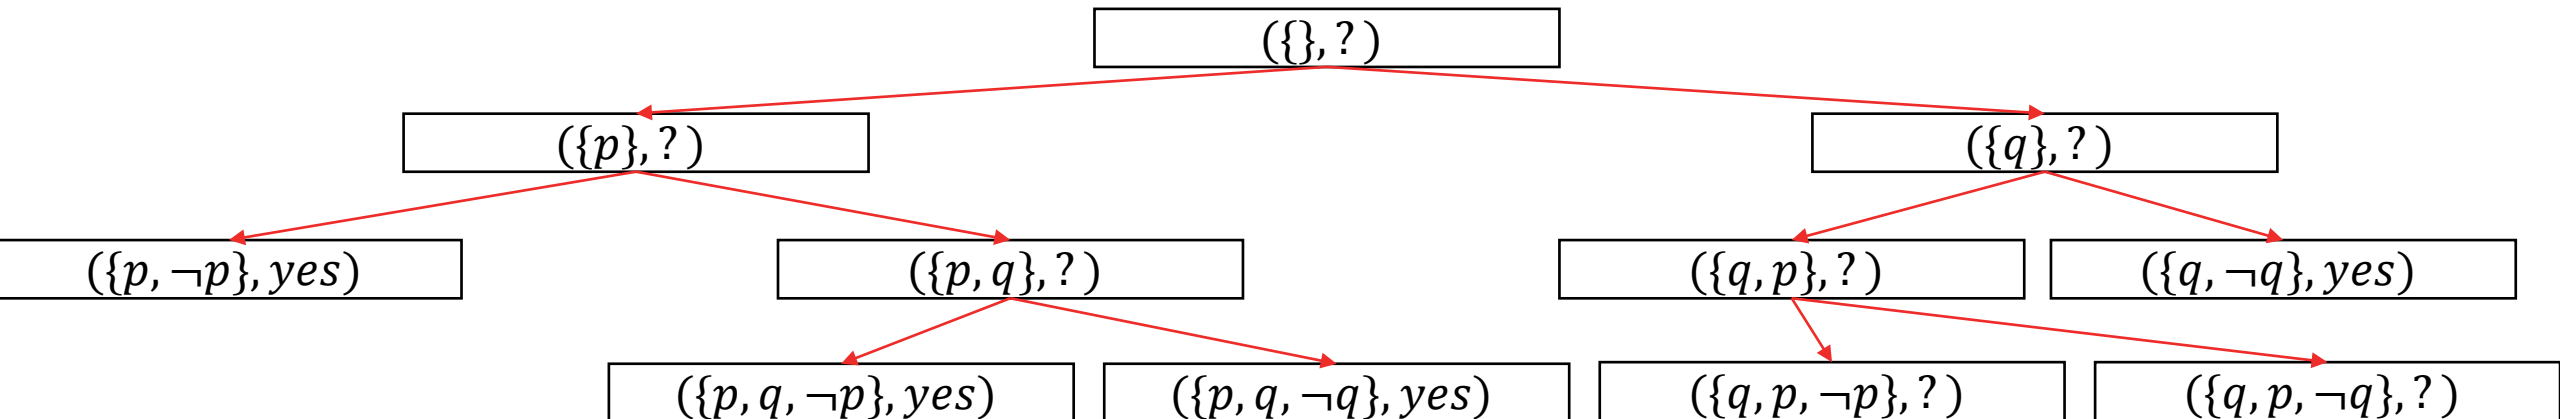 ({}, ? )
({p}, ? )
({q}, ? )
({p, ¬p}, yes)
({p, q}, ? )
({q, p}, ? )
({q, ¬q}, yes)
({p, q, ¬p}, yes)
({p, q, ¬q}, yes)
({q, p, ¬p}, ? )
({q, p, ¬q}, ? )